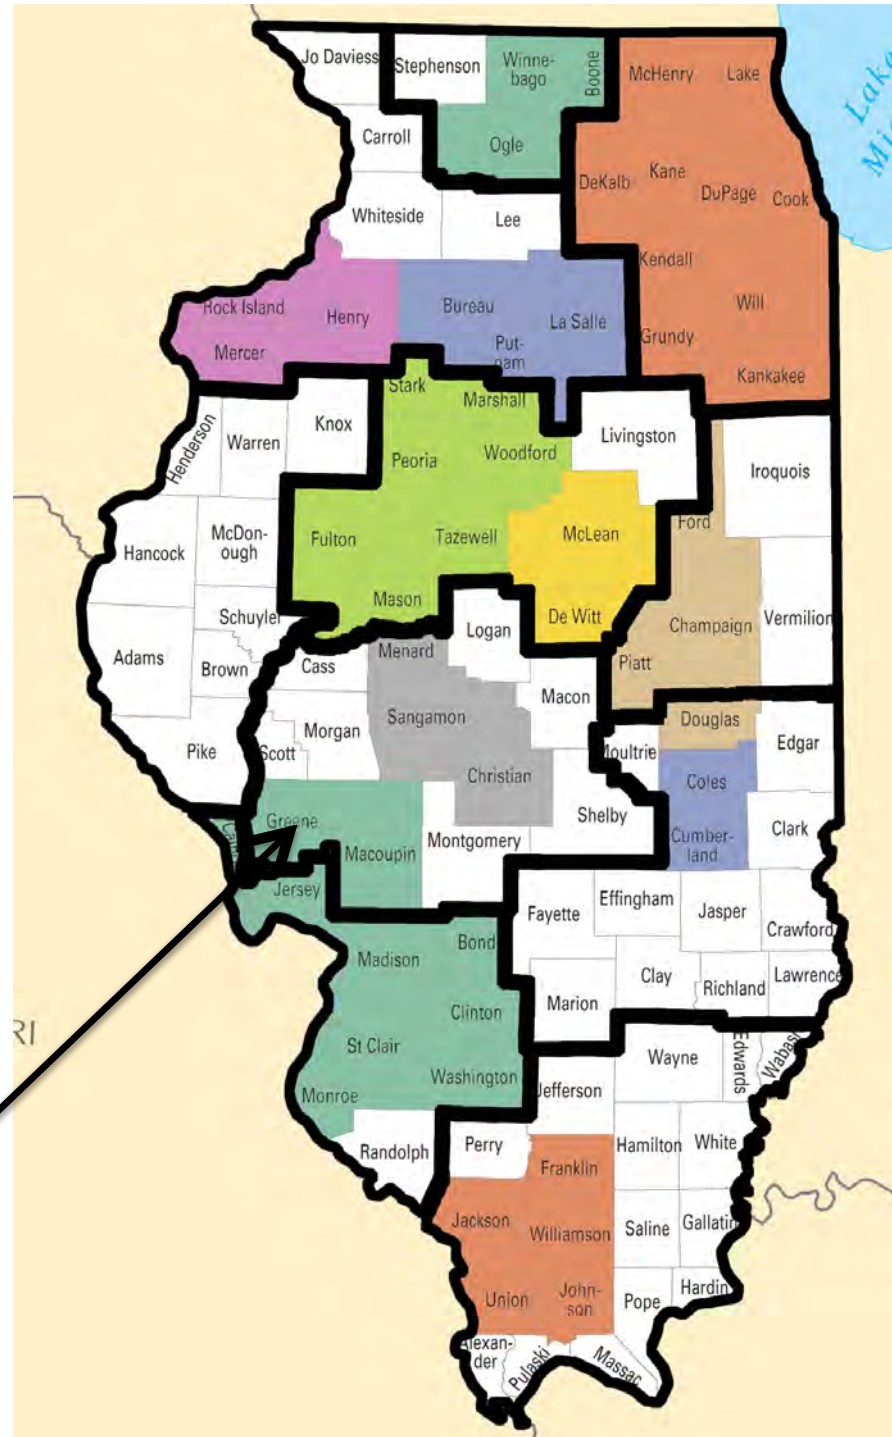 Jo Daviess
Stephenson
Winne-
bago
Boone
McHenry
Lake
Lake
Carroll
Ogle
DeKalb
Kane
DuPage
Cook
Whiteside
Lee
Kendall
Rock Island
Henry
Bureau
La Salle
Will
Mercer
Put-
nam
Grundy
Kankakee
Stark
Marshall
Henderson
Warren
Knox
Peoria
Woodford
Livingston
Iroquois
Hancock
McDon-
ough
Fulton
Tazewell
McLean
Ford
Mason
De Witt
Schuyler
Logan
Champaign
Vermilion
Adams
Brown
Cass
Menard
Piatt
Macon
Pike
Scott
Morgan
Sangamon
Douglas
Edgar
Moultrie
Christian
Coles
Greene
Shelby
Clark
Macoupin
Montgomery
Cumber-
land
Jersey
Effingham
Fayette
Jasper
Crawford
Madison
Bond
Clay
Lawrence
Richland
Marion
Clinton
RI
St Clair
Wayne
Edwards
Wabash
Washington
Monroe
Jefferson
Randolph
Perry
Hamilton
White
Franklin
Jackson
Williamson
Saline
Gallatin
Union
John-
son
Pope
Hardin
Alexan-
der
Pulaski
Massac